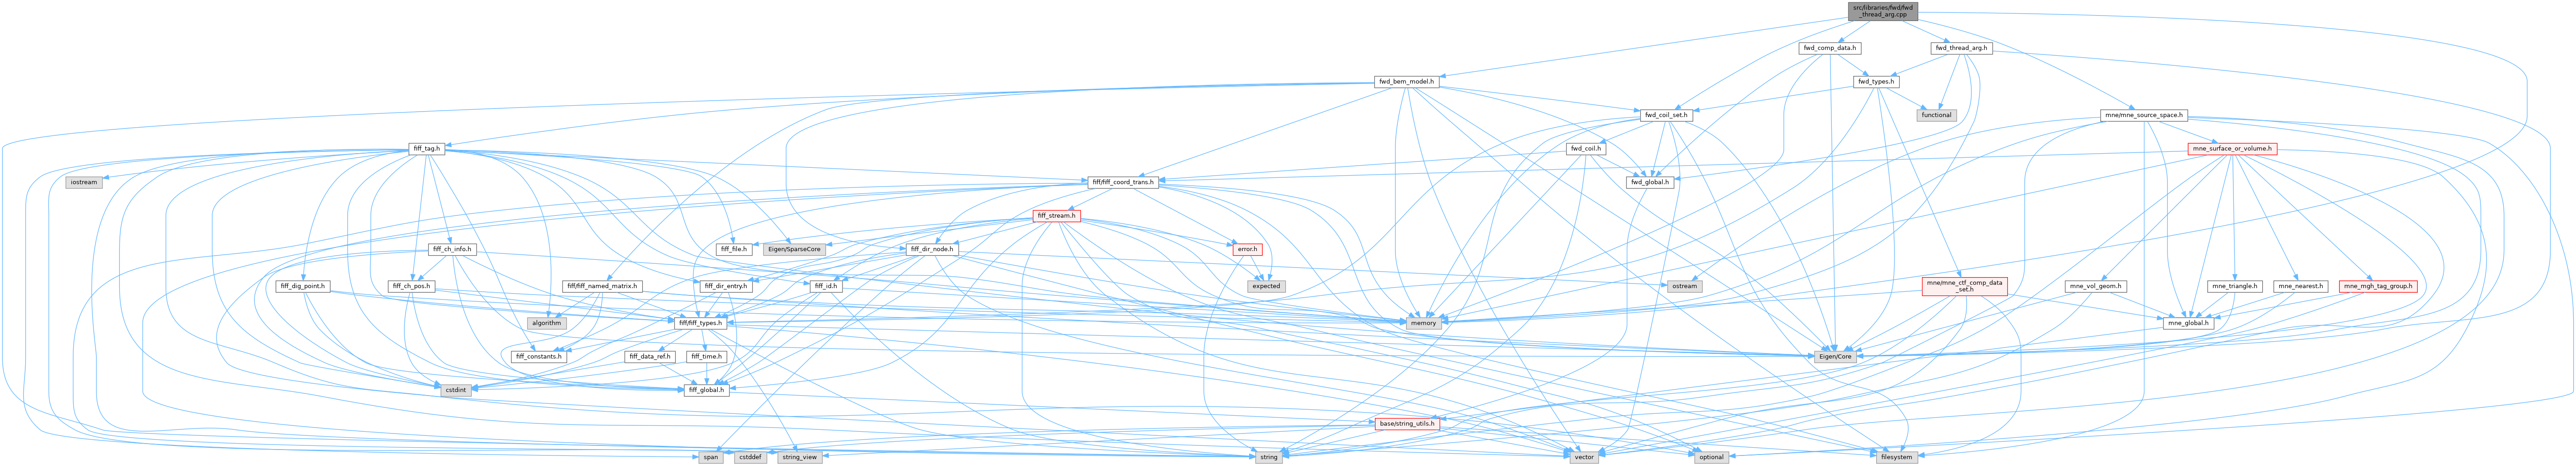 src/libraries/fwd/fwd
_thread_arg.cpp
fwd_comp_data.h
fwd_thread_arg.h
fwd_bem_model.h
fwd_types.h
fwd_coil_set.h
functional
mne/mne_source_space.h
fiff_tag.h
fwd_coil.h
mne_surface_or_volume.h
iostream
fiff/fiff_coord_trans.h
fwd_global.h
fiff_stream.h
fiff_ch_info.h
fiff_file.h
Eigen/SparseCore
fiff_dir_node.h
error.h
fiff_dig_point.h
fiff_ch_pos.h
fiff/fiff_named_matrix.h
fiff_dir_entry.h
fiff_id.h
expected
ostream
mne/mne_ctf_comp_data
_set.h
mne_vol_geom.h
mne_triangle.h
mne_nearest.h
mne_mgh_tag_group.h
algorithm
fiff/fiff_types.h
memory
mne_global.h
fiff_constants.h
fiff_data_ref.h
fiff_time.h
Eigen/Core
cstdint
fiff_global.h
base/string_utils.h
span
cstddef
string_view
string
vector
optional
filesystem